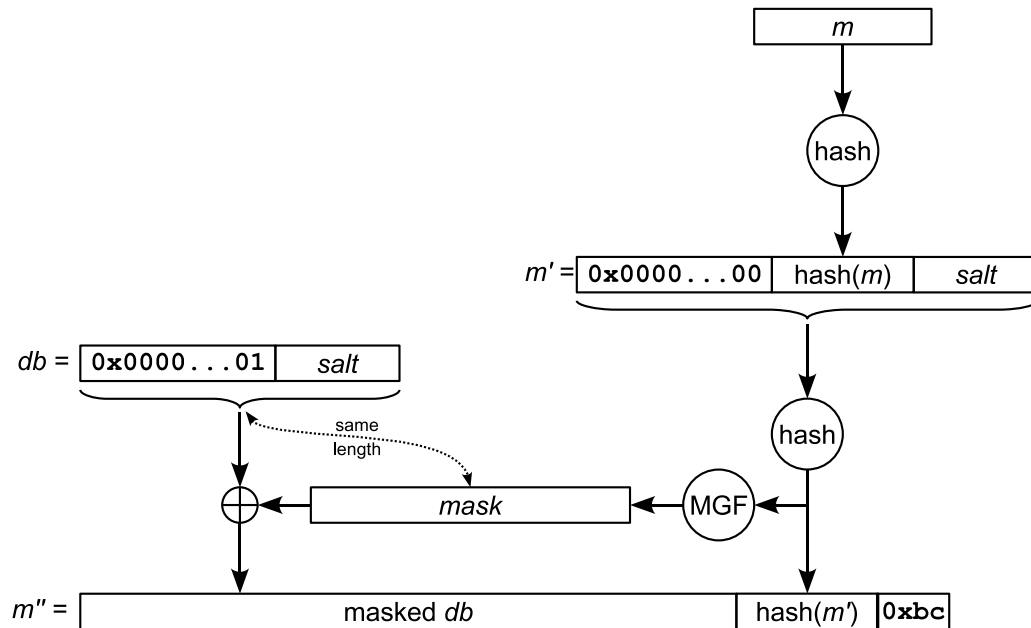 m
hash
m′ = 0x0000...00 hash(m) salt
db = 0x0000...01 salt
same
length
hash
mask
MGF
m″ = masked db hash(m′) 0xbc